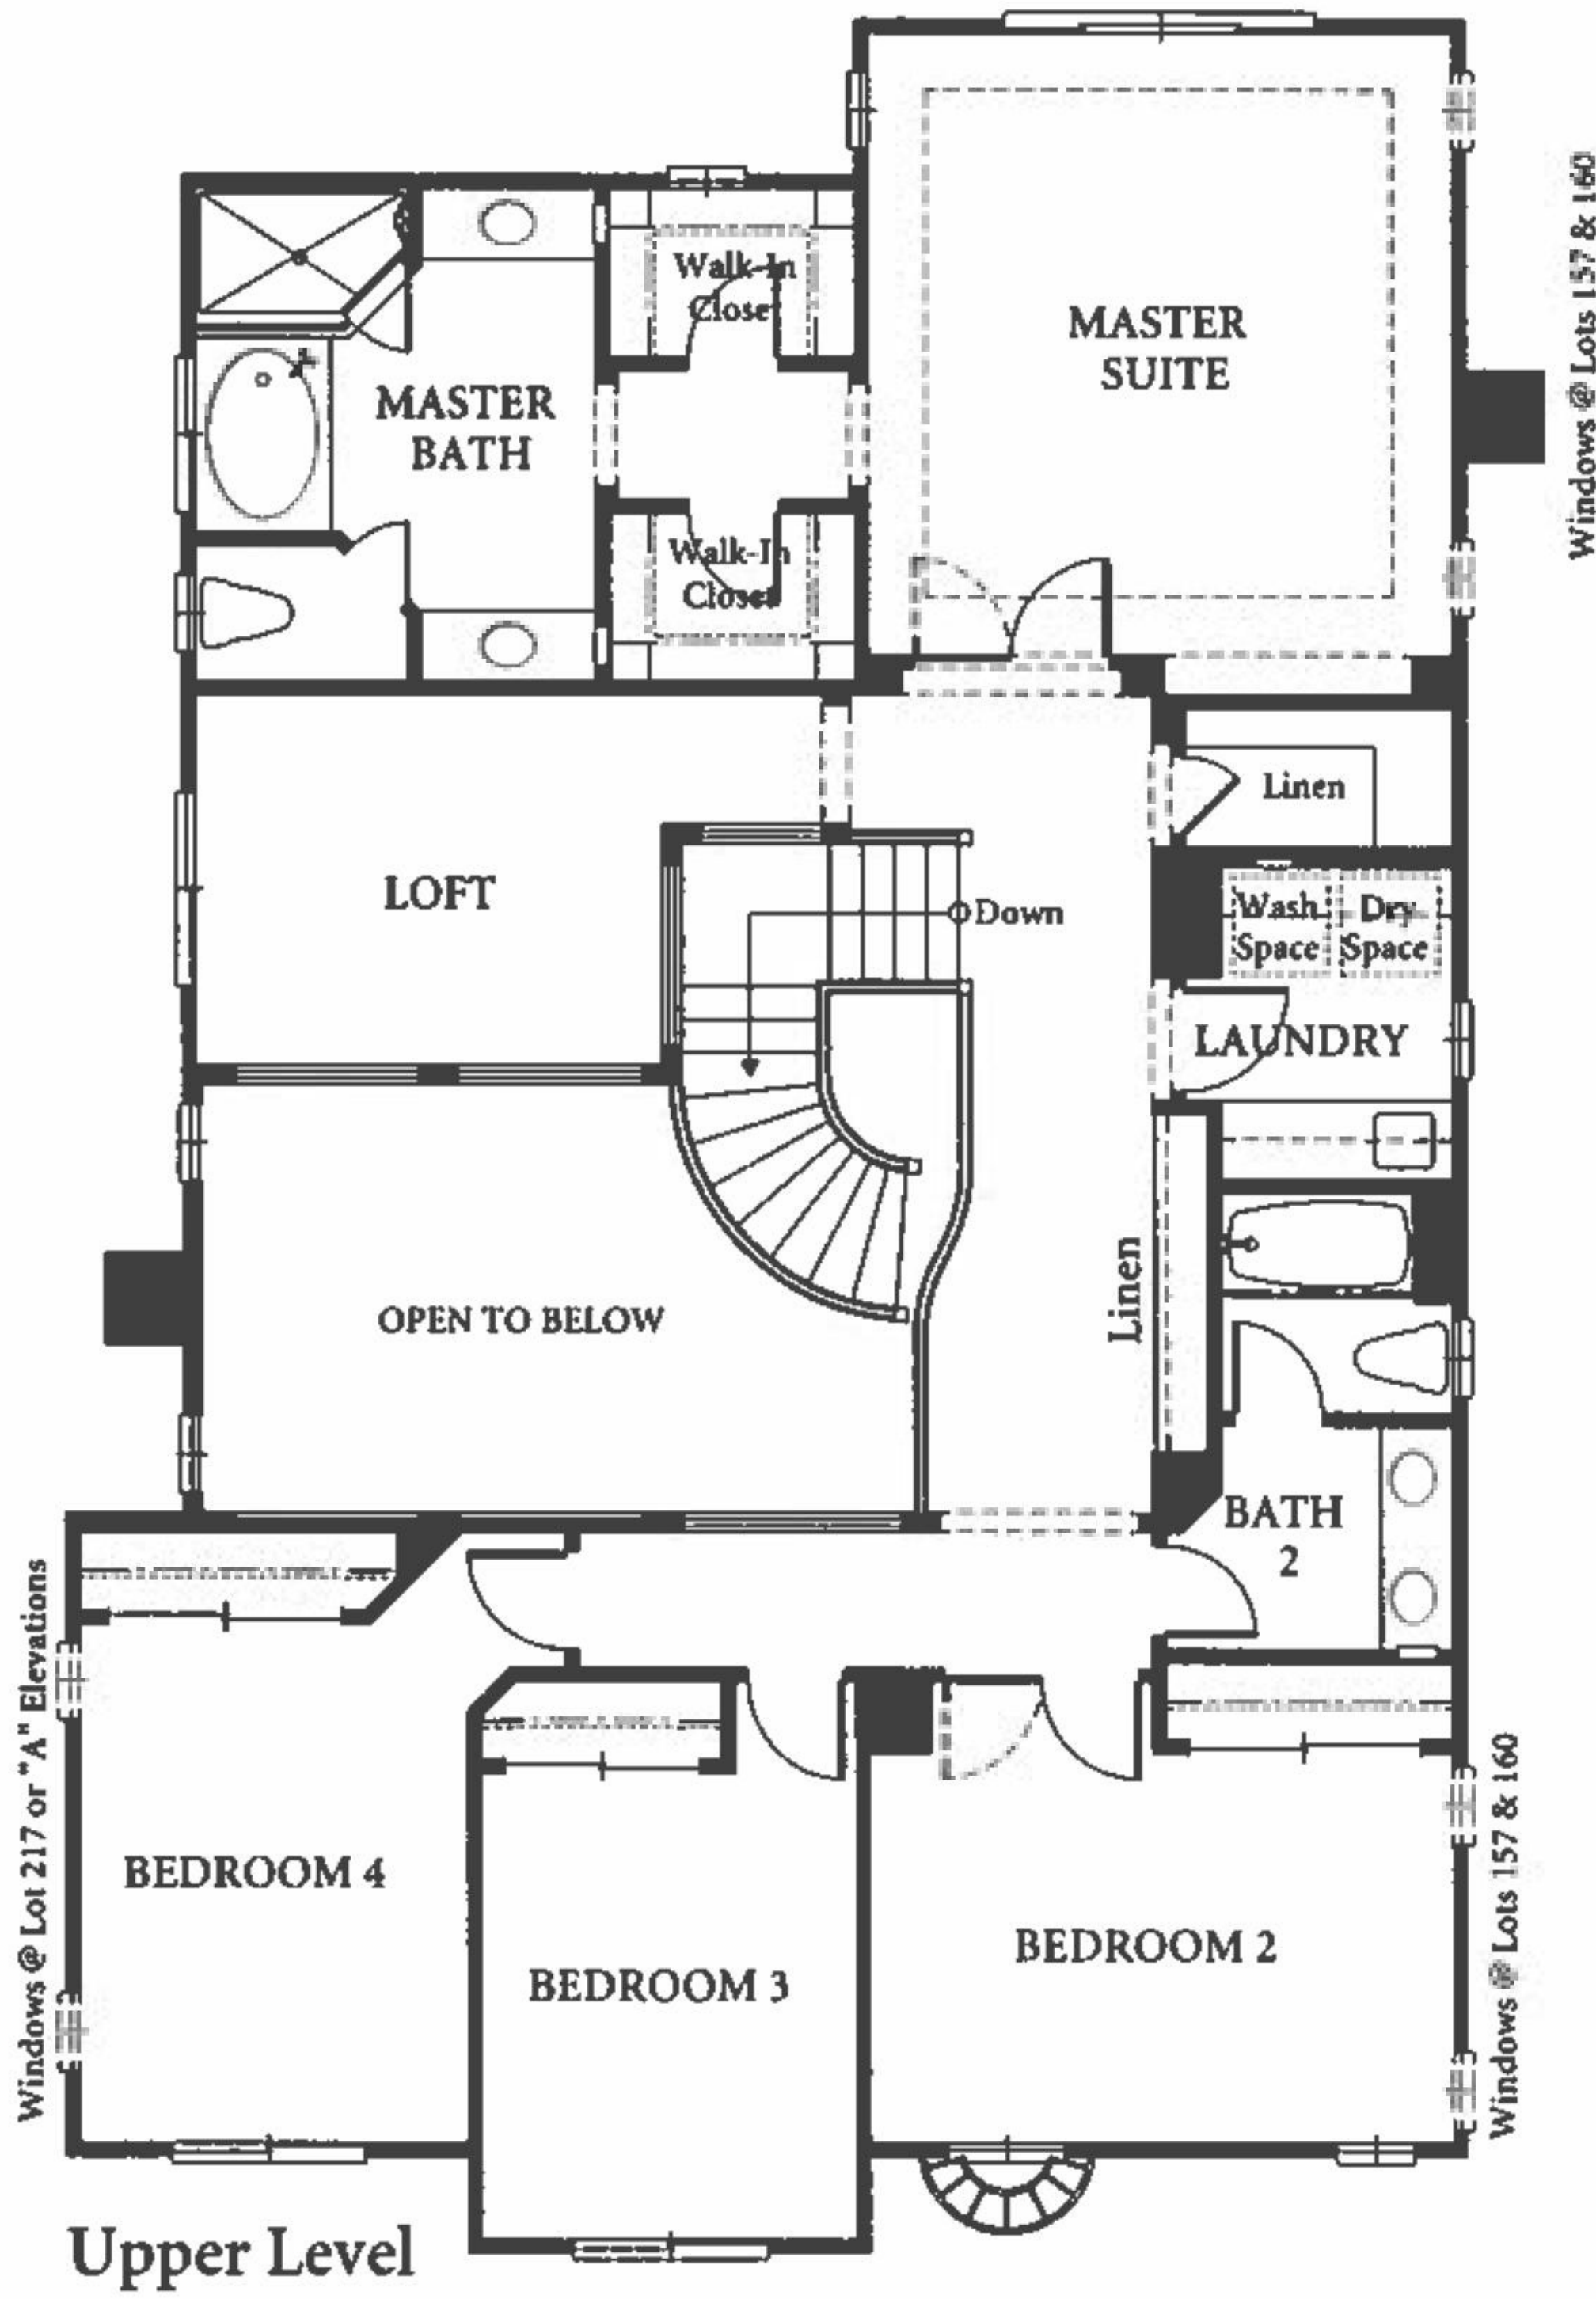 Windows @ Lots 157 & 160
Walk-In
Closet
MASTER
SUITE
MASTER
BATH
Walk-In
Closet
Linen
LOFT
Down
Wash
Space
Dry
Space
LAUNDRY
Linen
OPEN TO BELOW
BATH
2
Windows @ Lot 217 or "A" Elevations
BEDROOM 4
BEDROOM 3
BEDROOM 2
Windows @ Lots 157 & 160
Upper Level